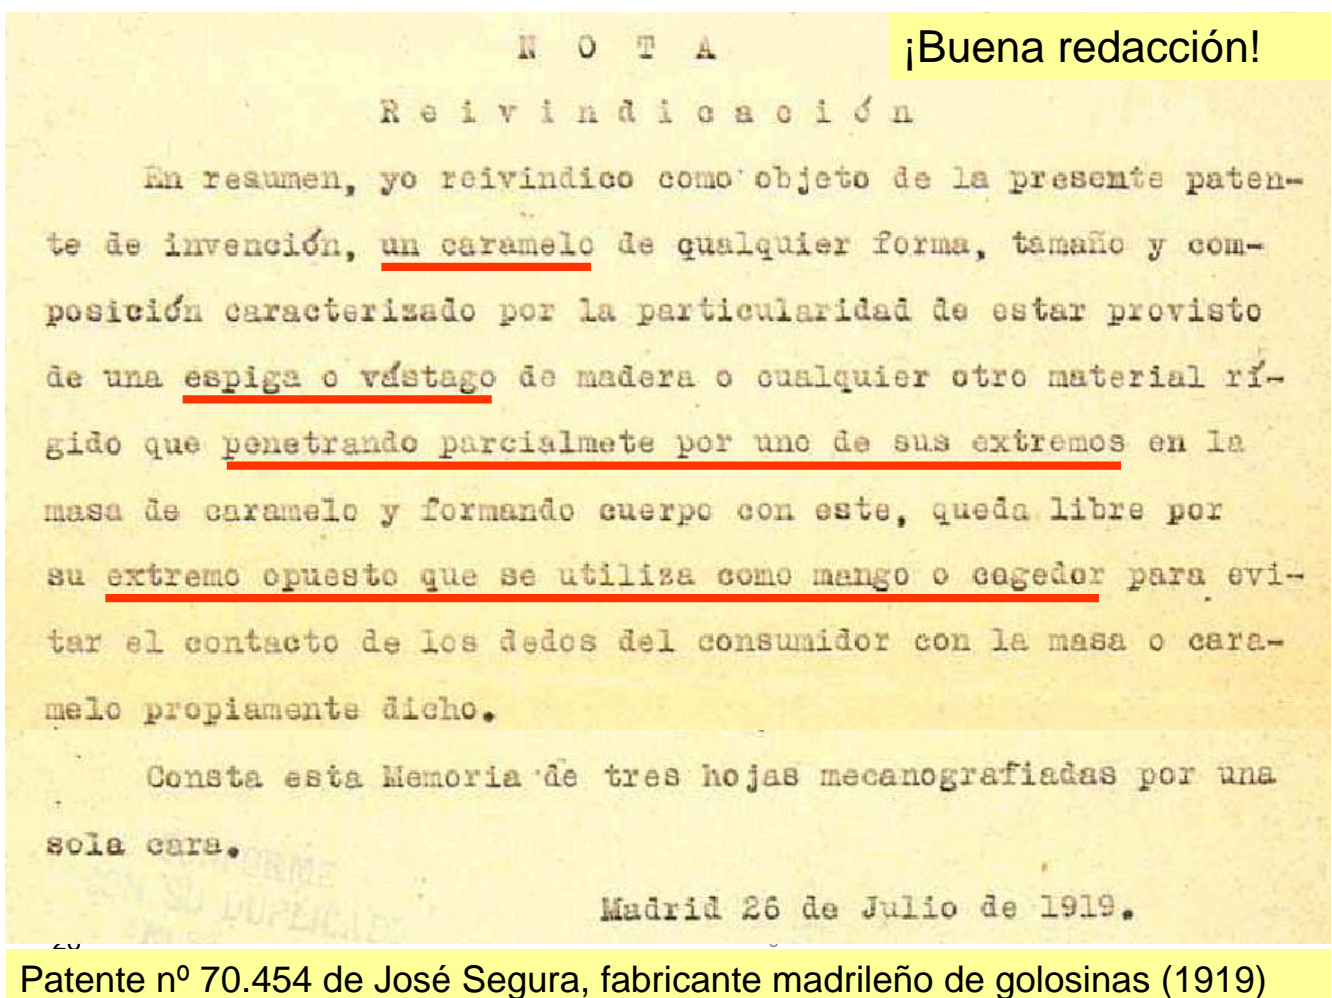 N O T A
¡Buena redacción!
Reivindicación
En resumen, yo reivindico como objeto de la presente paten-
te de invención, un caramelo de qualquier forma, tamaño y com-
posición caracterizado por la particularidad de estar provisto
de una espiga o vástago de madera o cualquier otro material rí-
gido que penetrando parcialmete por uno de sus extremos en la
masa de caramelo y formando cuerpo con este, queda libre por
su extremo opuesto que se utiliza como mango o cogedor para evi-
tar el contacto de los dedos del consumidor con la masa o cara-
melo propiamente dicho.
Consta esta Memoria de tres hojas mecanografiadas por una
sola cara.
CONFORME
CON SU DUPLICADO
Madrid 26 de Julio de 1919.
Patente nº 70.454 de José Segura, fabricante madrileño de golosinas (1919)